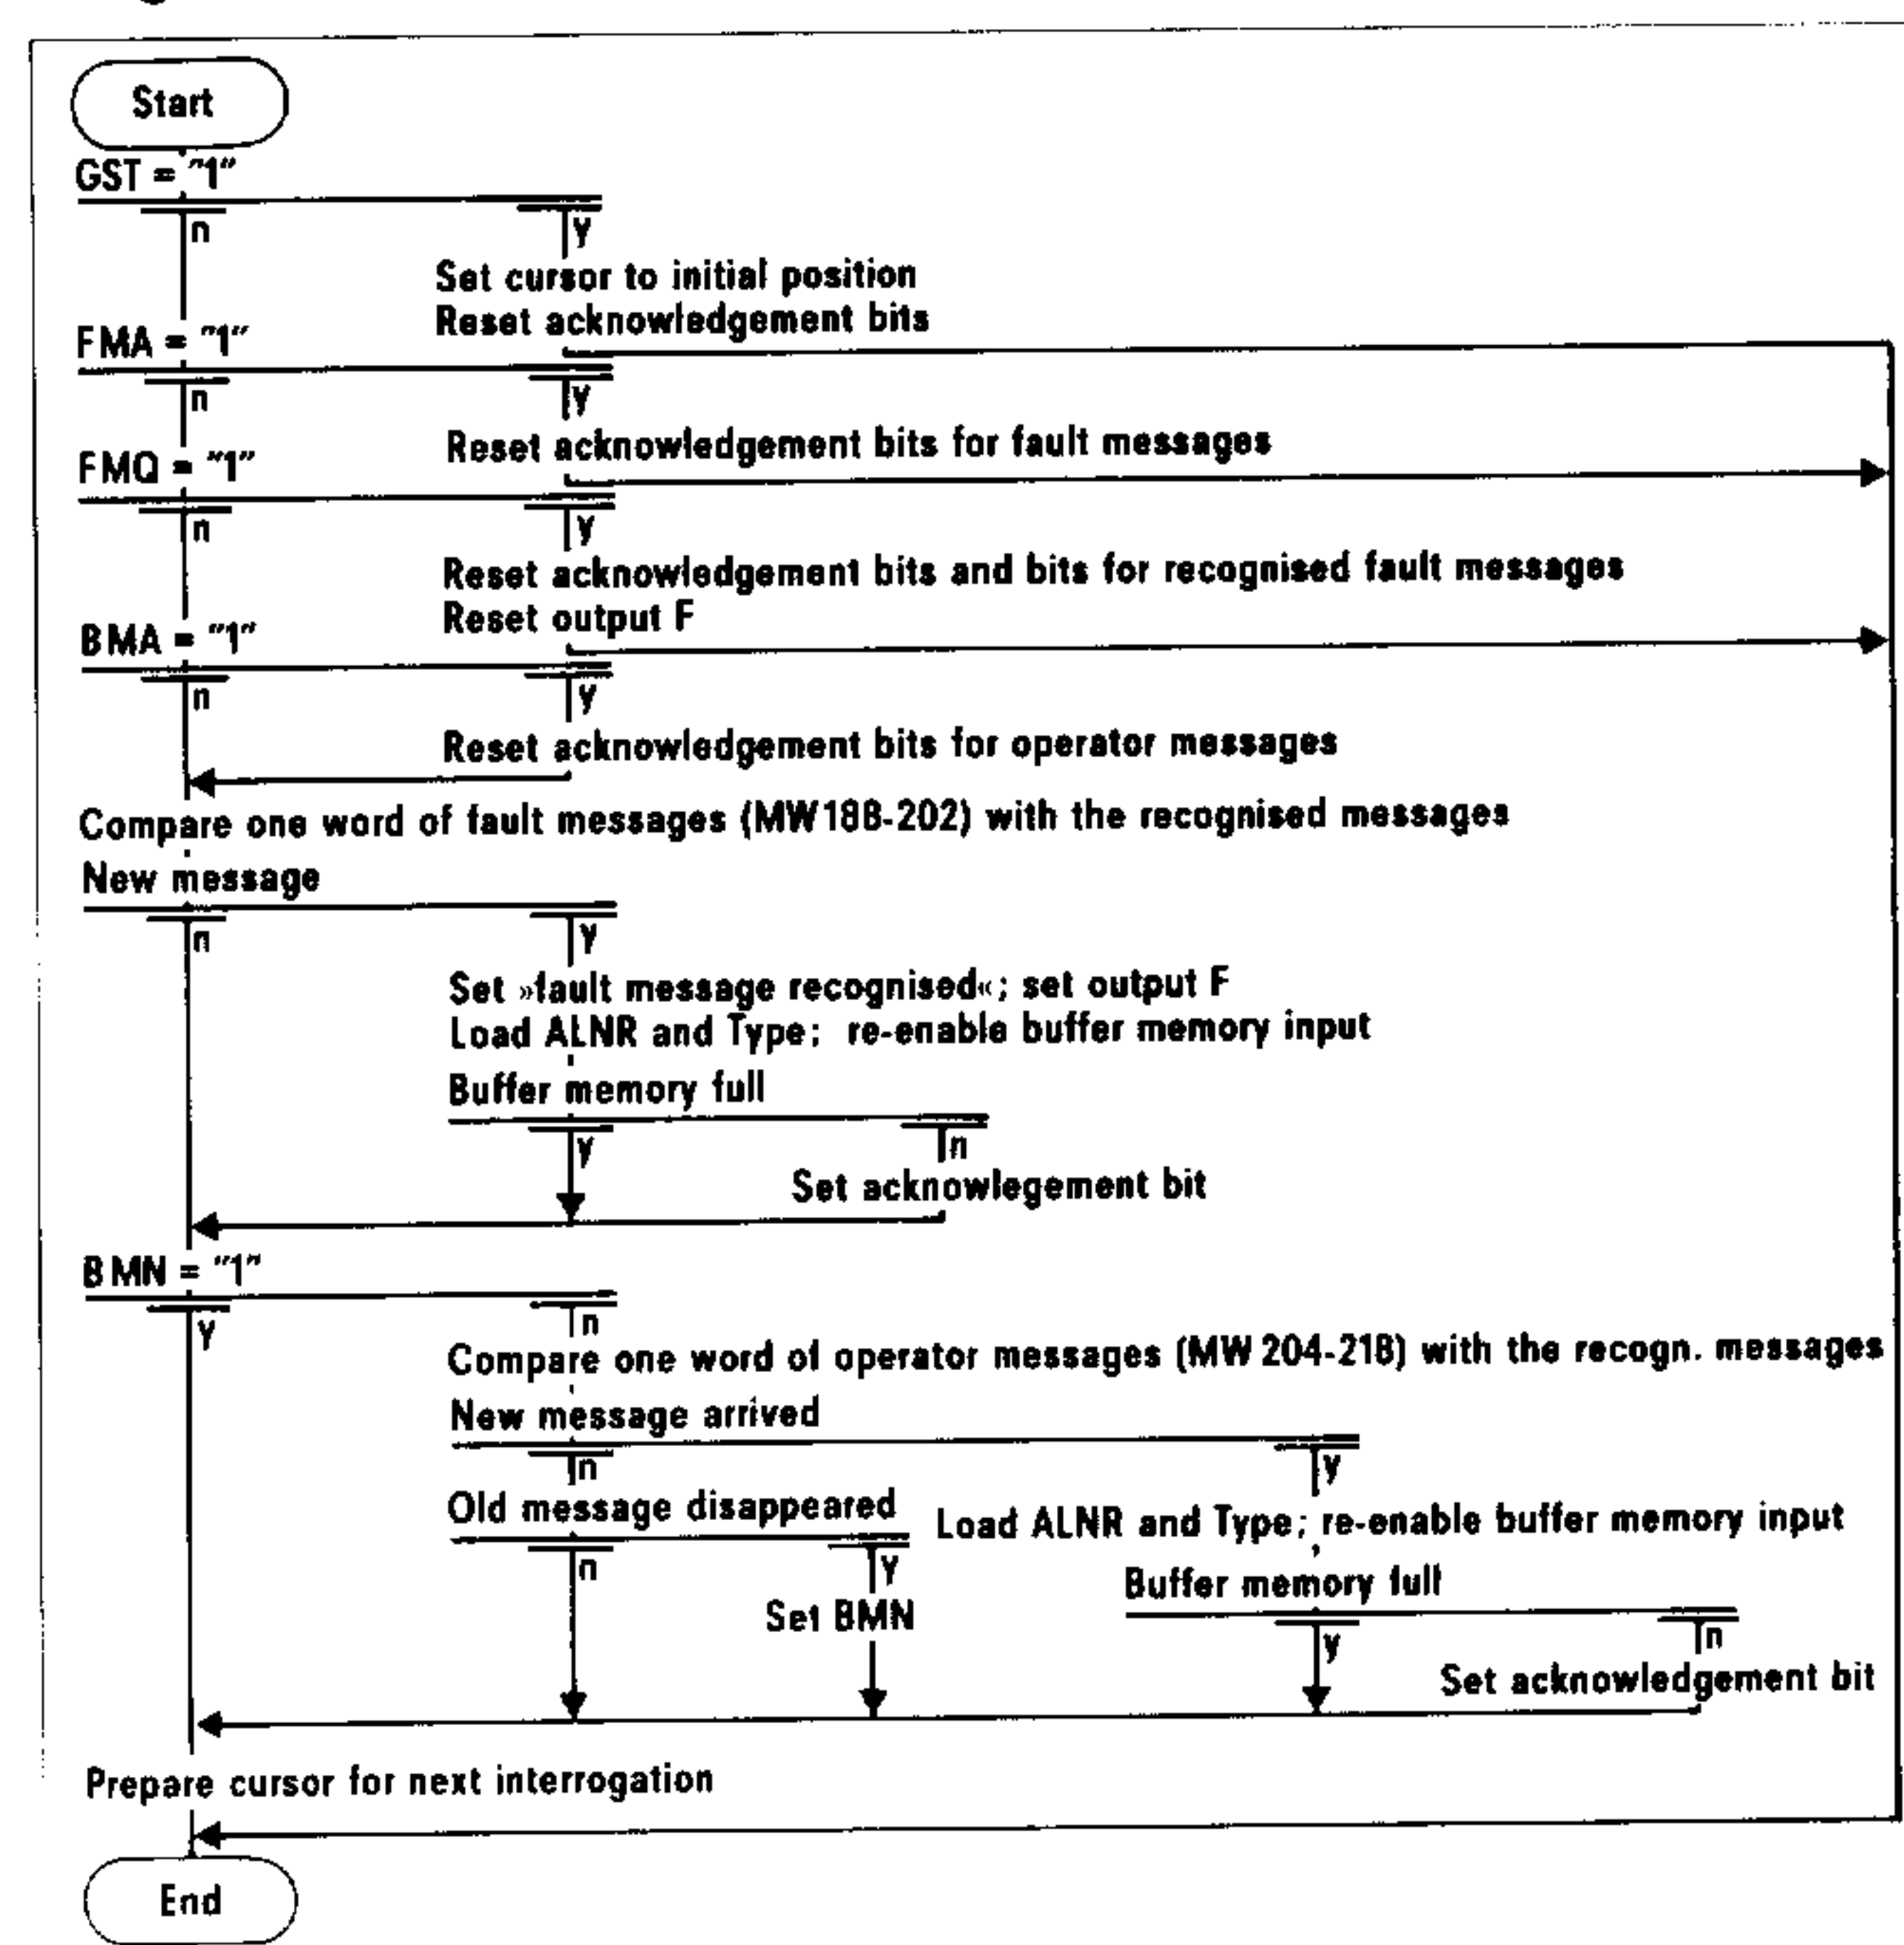 Start
GST = "1"
n
y
Set cursor to initial position
Reset acknowledgement bits
FMA = "1"
n
y
Reset acknowledgement bits for fault messages
FMQ = "1"
n
y
Reset acknowledgement bits and bits for recognised fault messages
Reset output F
BMA = "1"
n
y
Reset acknowledgement bits for operator messages
Compare one word of fault messages (MW188-202) with the recognised messages
New message
n
y
Set »fault message recognised«; set output F
Load ALNR and Type; re-enable buffer memory input
Buffer memory full
y
n
Set acknowlegement bit
BMN = "1"
y
n
Compare one word of operator messages (MW 204-218) with the recogn. messages
New message arrived
n
y
Old message disappeared
Load ALNR and Type; re-enable buffer memory input
n
y
Buffer memory full
Set BMN
y
n
Set acknowledgement bit
Prepare cursor for next interrogation
End